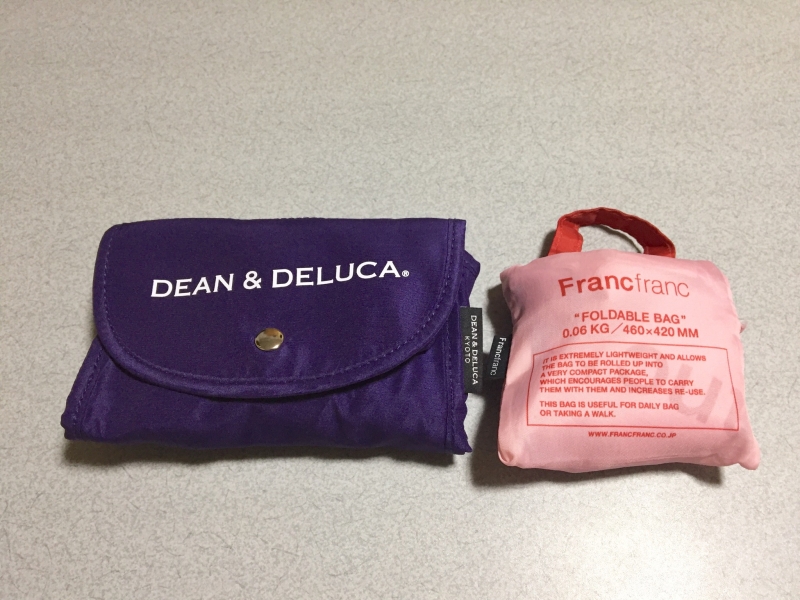 DEAN & DELUCA®
DEAN & DELUCA
KYOTO
Francfranc
Francfranc
"FOLDABLE BAG"
0.06 KG／460×420 MM
IT IS EXTREMELY LIGHTWEIGHT AND ALLOWS
THE BAG TO BE ROLLED UP INTO
A VERY COMPACT PACKAGE,
WHICH ENCOURAGES PEOPLE TO CARRY
THEM WITH THEM AND INCREASES RE-USE.
THIS BAG IS USEFUL FOR DAILY BAG
OR TAKING A WALK.
WWW.FRANCFRANC.CO.JP